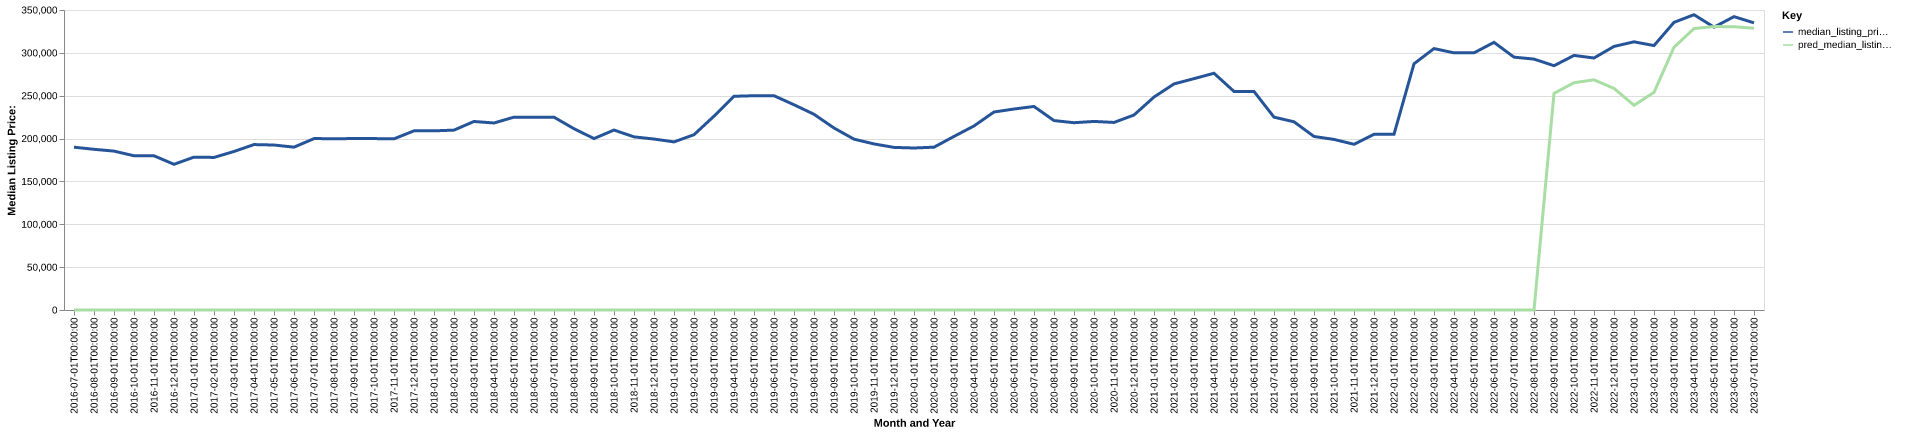 350,000
300,000
250,000
200,000
150,000
100,000
50,000
0
Median Listing Price:
2016-07-01T00:00:00
2016-08-01T00:00:00
2016-09-01T00:00:00
2016-10-01T00:00:00
2016-11-01T00:00:00
2016-12-01T00:00:00
2017-01-01T00:00:00
2017-02-01T00:00:00
2017-03-01T00:00:00
2017-04-01T00:00:00
2017-05-01T00:00:00
2017-06-01T00:00:00
2017-07-01T00:00:00
2017-08-01T00:00:00
2017-09-01T00:00:00
2017-10-01T00:00:00
2017-11-01T00:00:00
2017-12-01T00:00:00
2018-01-01T00:00:00
2018-02-01T00:00:00
2018-03-01T00:00:00
2018-04-01T00:00:00
2018-05-01T00:00:00
2018-06-01T00:00:00
2018-07-01T00:00:00
2018-08-01T00:00:00
2018-09-01T00:00:00
2018-10-01T00:00:00
2018-11-01T00:00:00
2018-12-01T00:00:00
2019-01-01T00:00:00
2019-02-01T00:00:00
2019-03-01T00:00:00
2019-04-01T00:00:00
2019-05-01T00:00:00
2019-06-01T00:00:00
2019-07-01T00:00:00
2019-08-01T00:00:00
2019-09-01T00:00:00
2019-10-01T00:00:00
2019-11-01T00:00:00
2019-12-01T00:00:00
2020-01-01T00:00:00
2020-02-01T00:00:00
2020-03-01T00:00:00
2020-04-01T00:00:00
2020-05-01T00:00:00
2020-06-01T00:00:00
2020-07-01T00:00:00
2020-08-01T00:00:00
2020-09-01T00:00:00
2020-10-01T00:00:00
2020-11-01T00:00:00
2020-12-01T00:00:00
2021-01-01T00:00:00
2021-02-01T00:00:00
2021-03-01T00:00:00
2021-04-01T00:00:00
2021-05-01T00:00:00
2021-06-01T00:00:00
2021-07-01T00:00:00
2021-08-01T00:00:00
2021-09-01T00:00:00
2021-10-01T00:00:00
2021-11-01T00:00:00
2021-12-01T00:00:00
2022-01-01T00:00:00
2022-02-01T00:00:00
2022-03-01T00:00:00
2022-04-01T00:00:00
2022-05-01T00:00:00
2022-06-01T00:00:00
2022-07-01T00:00:00
2022-08-01T00:00:00
2022-09-01T00:00:00
2022-10-01T00:00:00
2022-11-01T00:00:00
2022-12-01T00:00:00
2023-01-01T00:00:00
2023-02-01T00:00:00
2023-03-01T00:00:00
2023-04-01T00:00:00
2023-05-01T00:00:00
2023-06-01T00:00:00
2023-07-01T00:00:00
Month and Year
Key
median_listing_pri…
pred_median_listin…